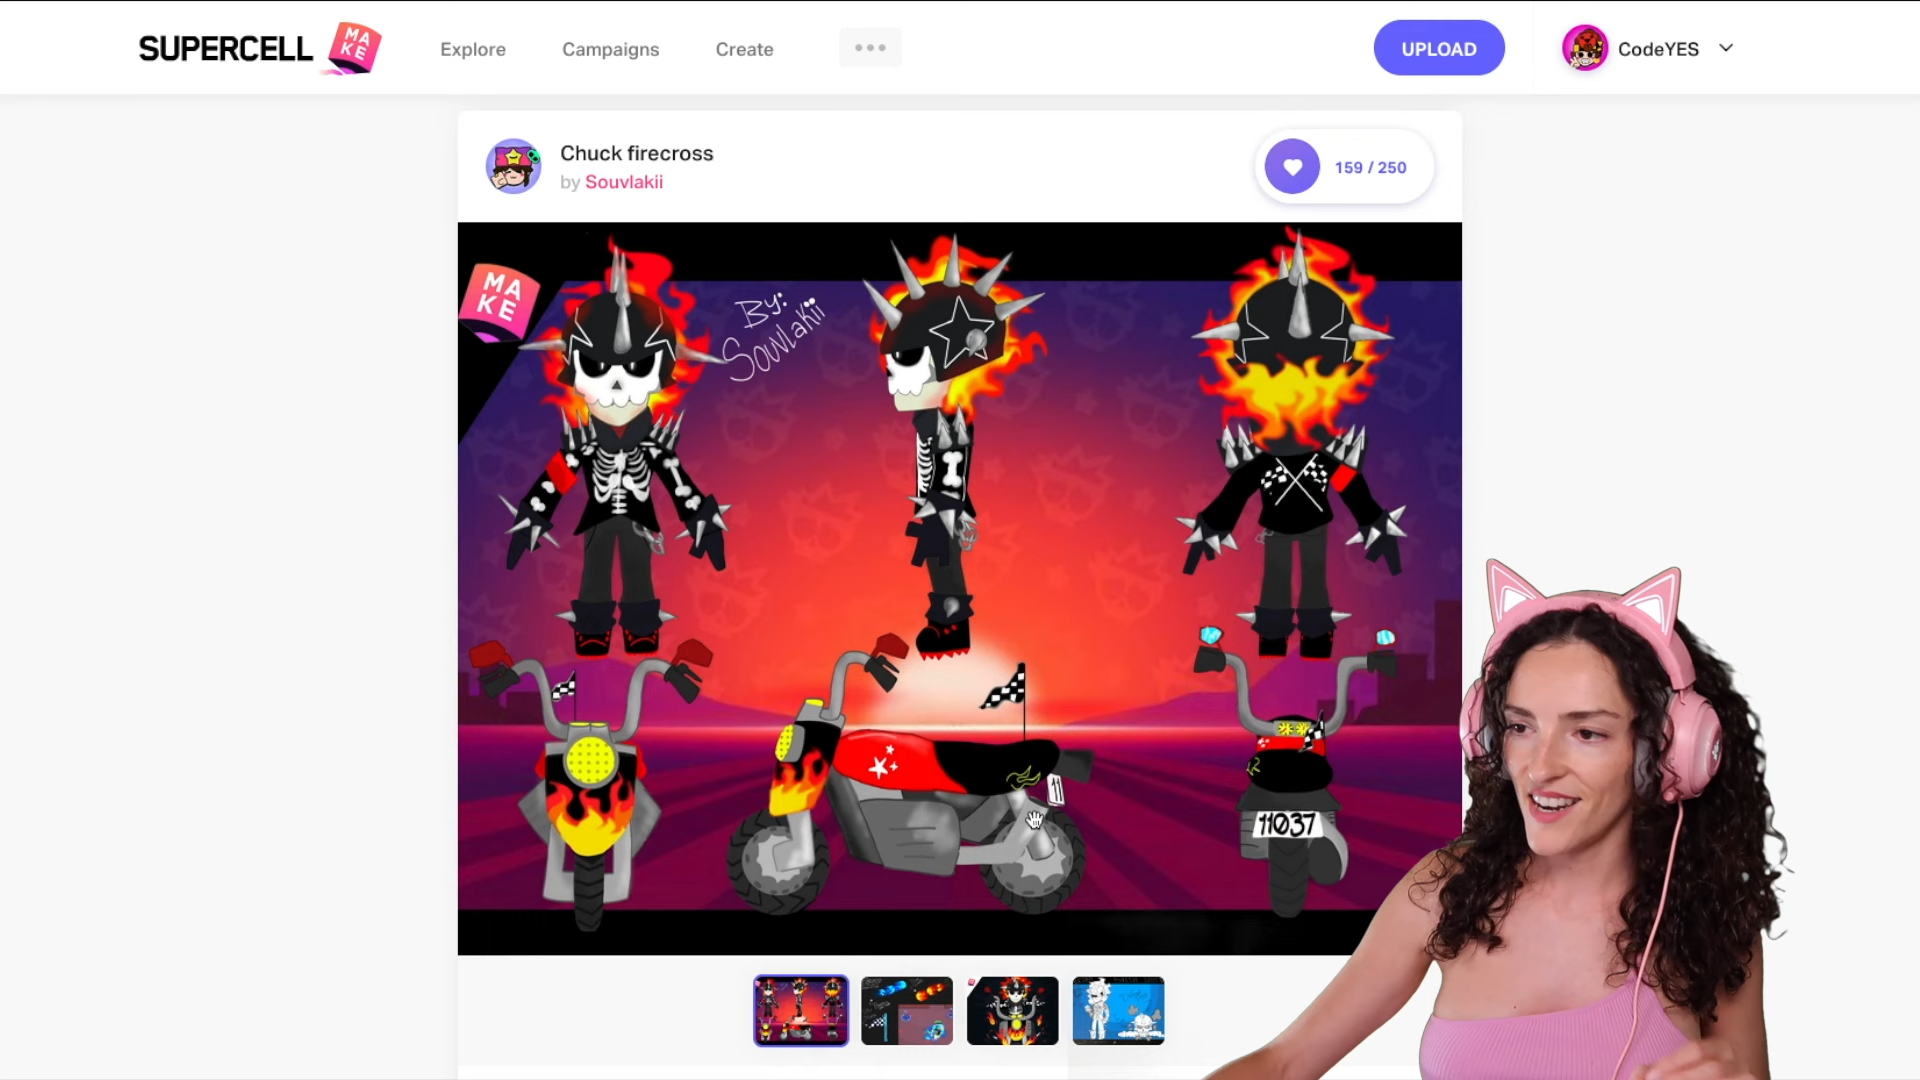 SUPERCELL
MA
KE
Explore
Campaigns
Create
UPLOAD
CodeYES
Chuck firecross
by Souvlakii
159 / 250
MA
KE
By:
Souvlakii
11
11037